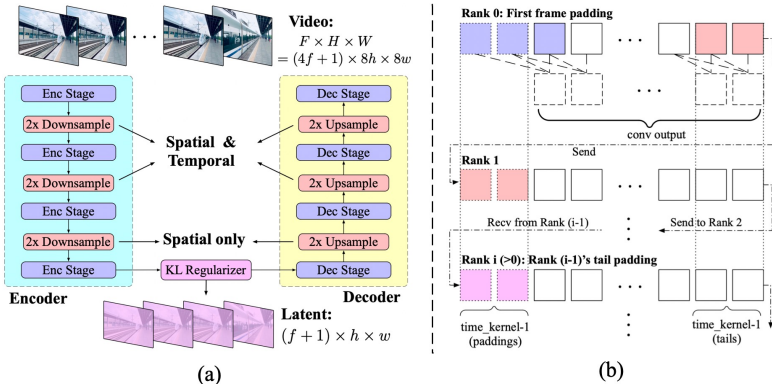 Video:
F × H × W
= (4f + 1) × 8h × 8w
Enc Stage
2x Downsample
Enc Stage
2x Downsample
Enc Stage
2x Downsample
Enc Stage
Encoder
Spatial &
Temporal
Spatial only
KL Regularizer
Dec Stage
2x Upsample
Dec Stage
2x Upsample
Dec Stage
2x Upsample
Dec Stage
Decoder
Latent:
(f + 1) × h × w
(a)
Rank 0: First frame padding
conv output
Send
Rank 1
Recv from Rank (i-1)
Send to Rank 2
Rank i (>0): Rank (i-1)'s tail padding
time_kernel-1
(paddings)
time_kernel-1
(tails)
(b)